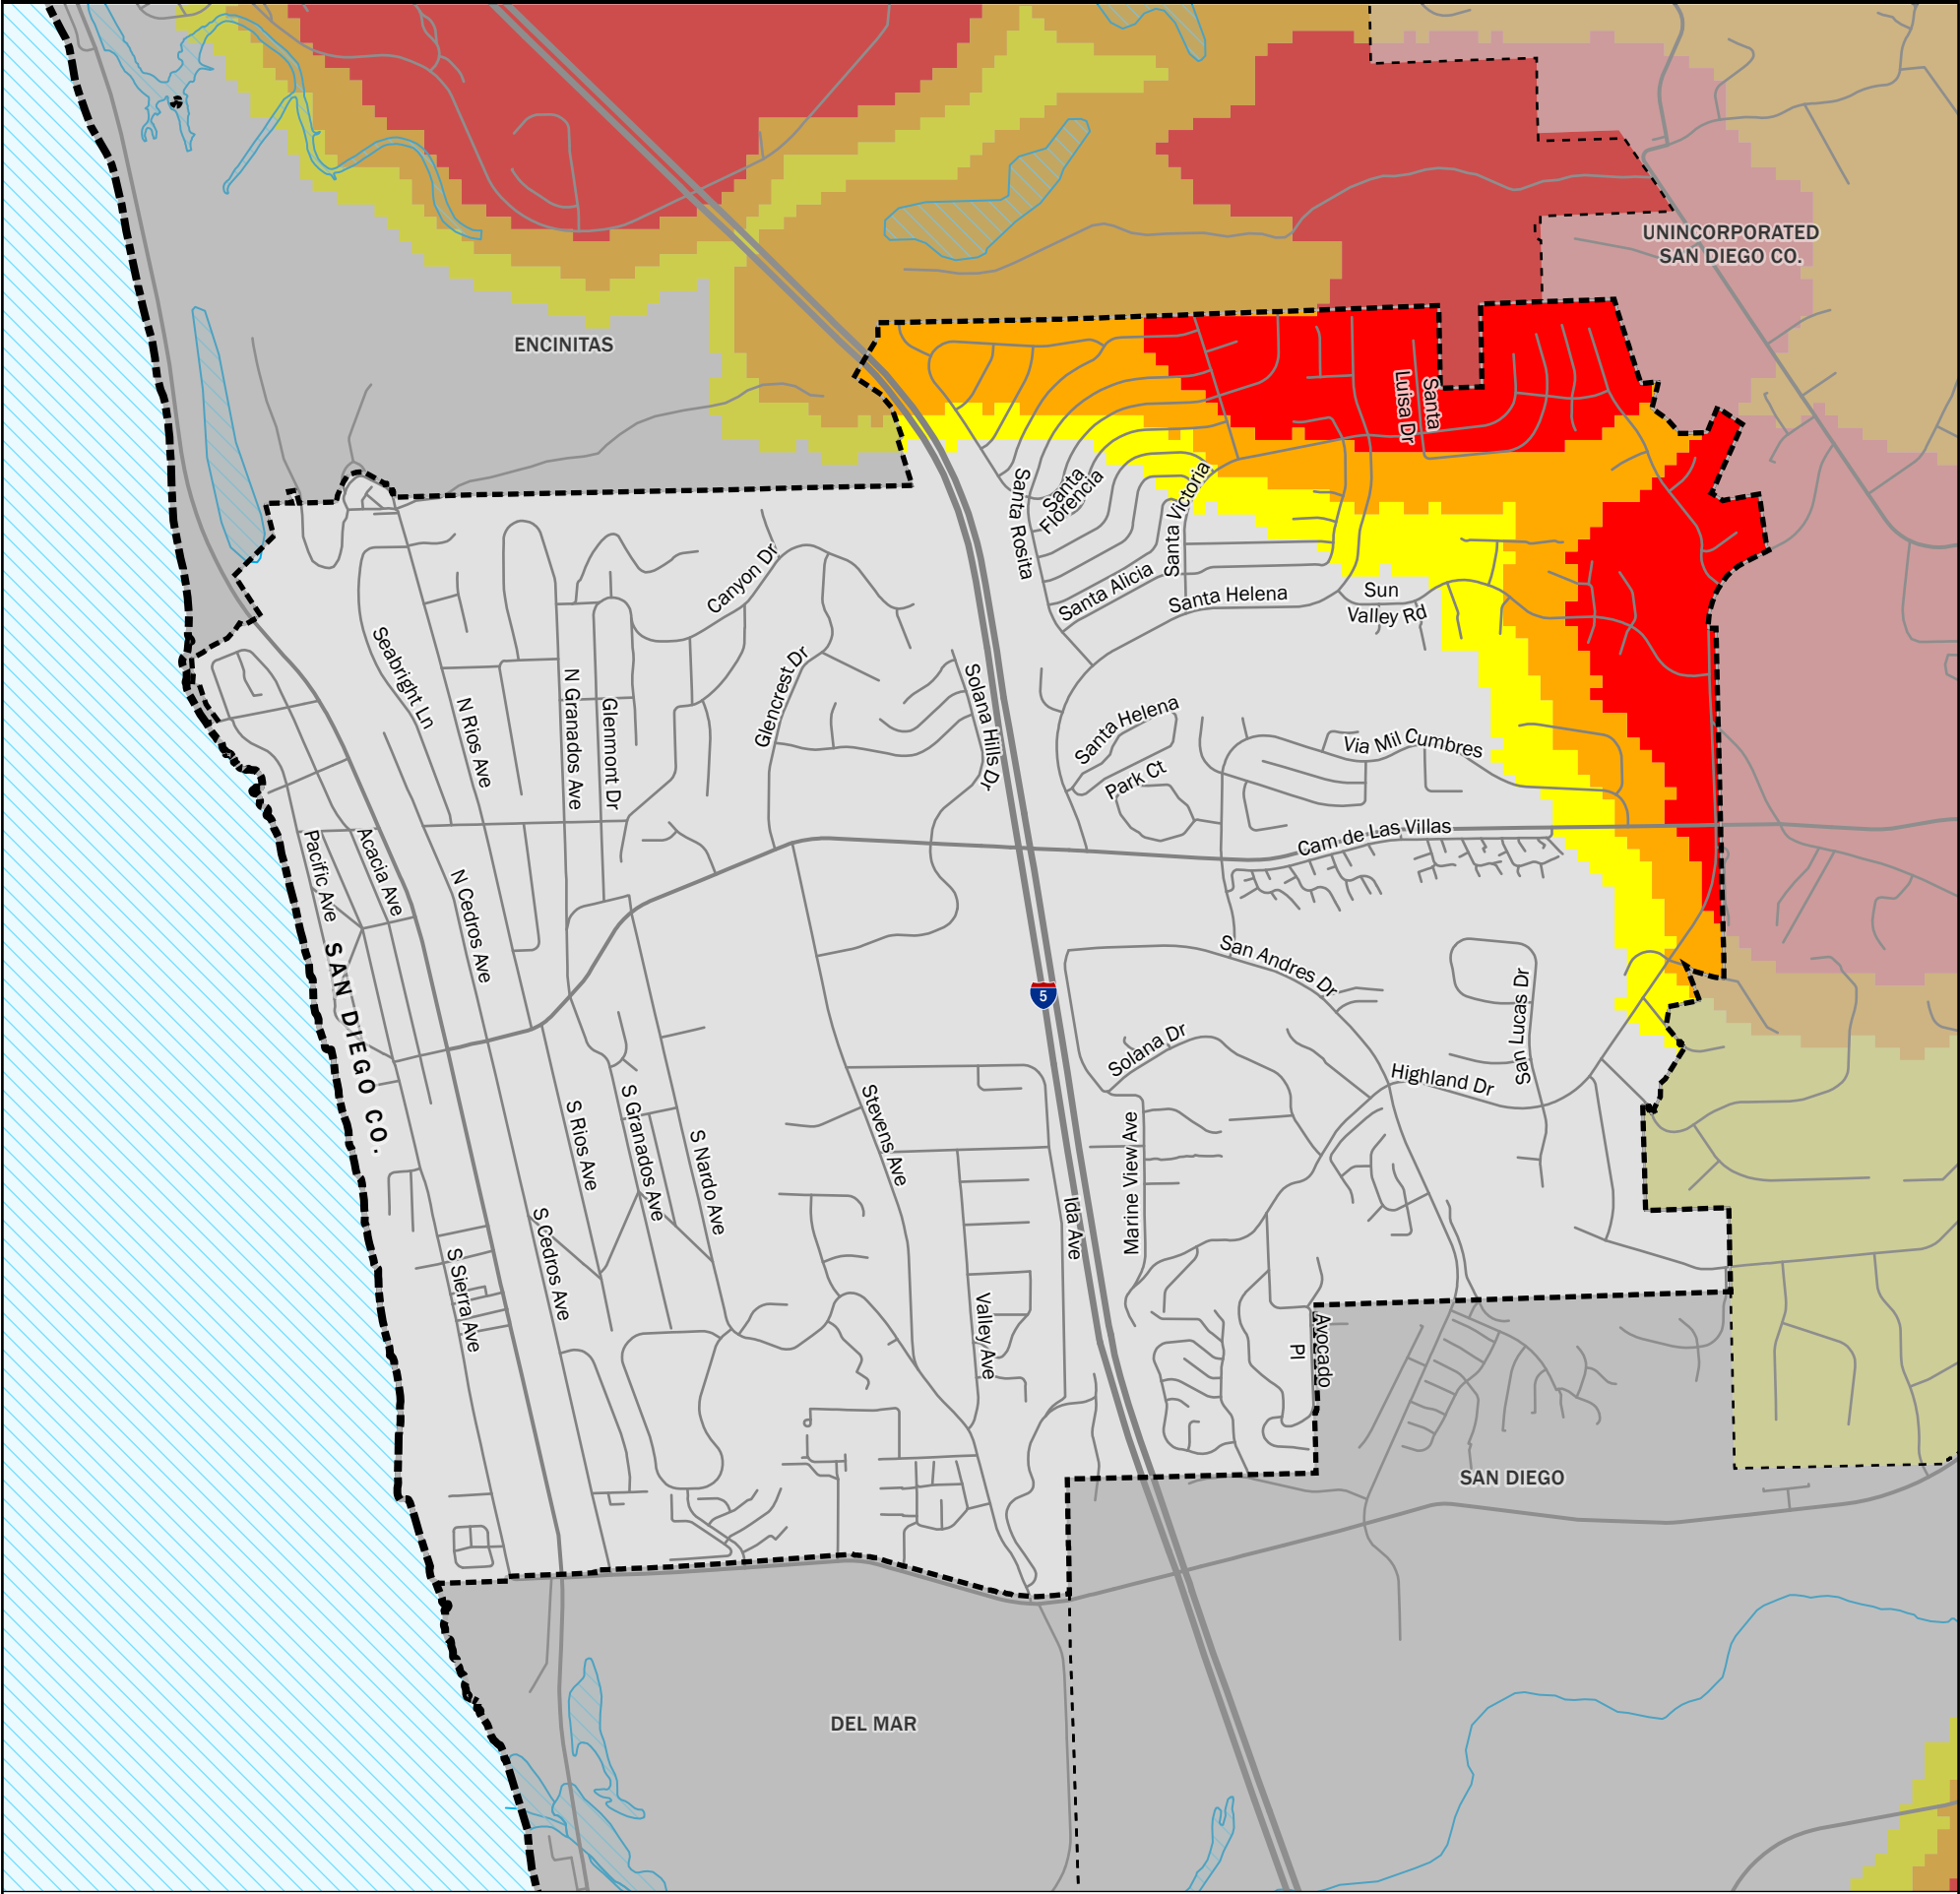 UNINCORPORATED
SAN DIEGO CO.
ENCINITAS
Santa
Luisa Dr
Santa Rosita
Santa
Florencia
Santa Victoria
Santa Alicia
Santa Helena
Sun
Valley Rd
Canyon Dr
Seabright Ln
N Rios Ave
N Granados Ave
Glenmont Dr
Glencrest Dr
Solana Hills Dr
Santa Helena
Park Ct
Via Mil Cumbres
Cam de Las Villas
Pacific Ave
Acacia Ave
N Cedros Ave
SAN DIEGO CO.
5
San Andres Dr
San Lucas Dr
Solana Dr
Highland Dr
S Rios Ave
S Granados Ave
S Nardo Ave
Stevens Ave
Ida Ave
Marine View Ave
S Sierra Ave
S Cedros Ave
Valley Ave
Avocado
Pl
SAN DIEGO
DEL MAR